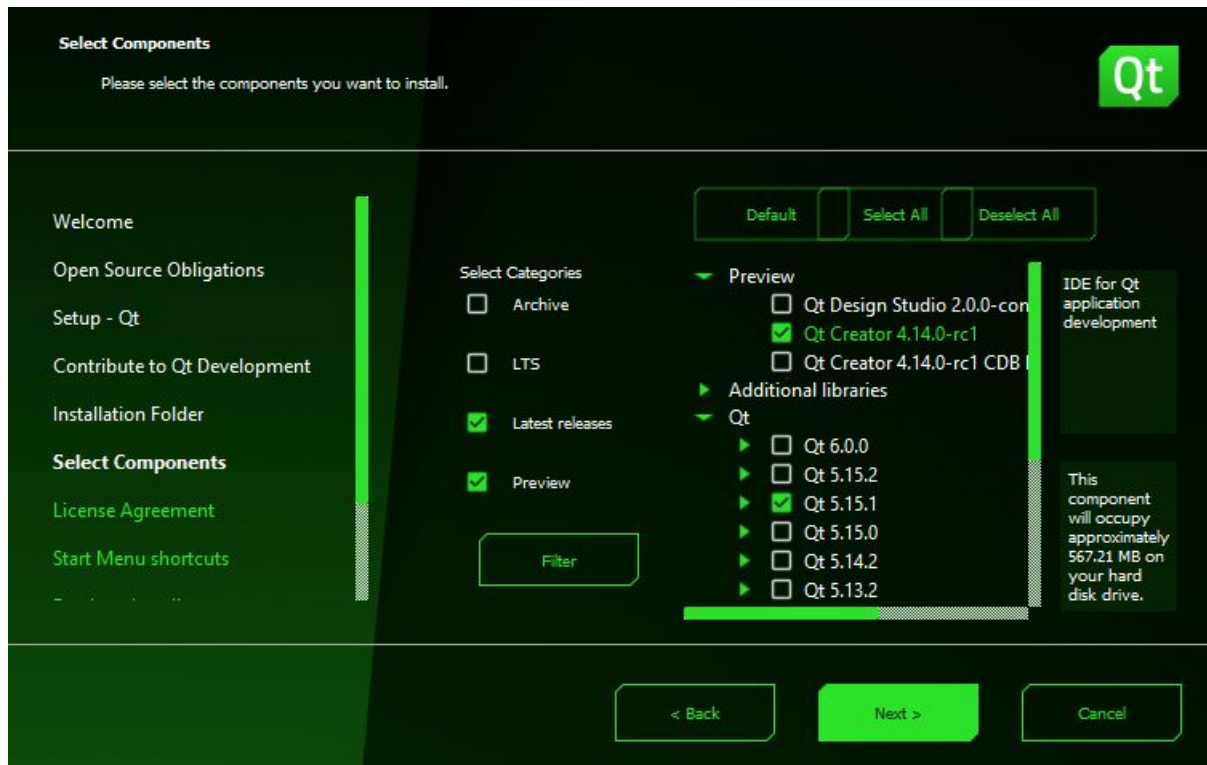 Select Components
Please select the components you want to install.
Qt
Welcome
Open Source Obligations
Setup - Qt
Contribute to Qt Development
Installation Folder
Select Components
License Agreement
Start Menu shortcuts
Select Categories
Archive
LTS
Latest releases
Preview
Filter
Default
Select All
Deselect All
Preview
Qt Design Studio 2.0.0-con
Qt Creator 4.14.0-rc1
Qt Creator 4.14.0-rc1 CDB
Additional libraries
Qt
Qt 6.0.0
Qt 5.15.2
Qt 5.15.1
Qt 5.15.0
Qt 5.14.2
Qt 5.13.2
IDE for Qt
application
development
This
component
will occupy
approximately
567.21 MB on
your hard
disk drive.
< Back
Next >
Cancel